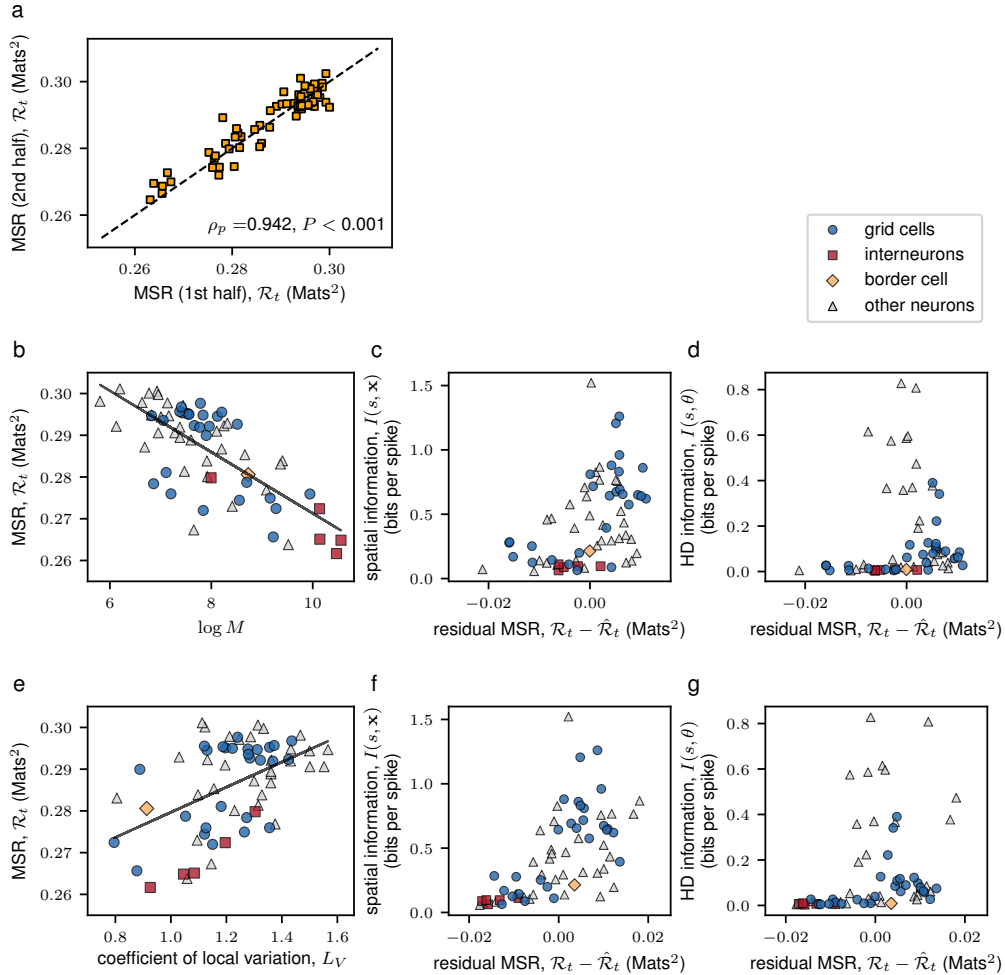 a
MSR (2nd half), ℛₜ (Mats²)
0.30
0.28
0.26
ρₚ =0.942, P < 0.001
0.26 0.28 0.30
MSR (1st half), ℛₜ (Mats²)
grid cells
interneurons
border cell
other neurons
b
MSR, ℛₜ (Mats²)
0.30
0.29
0.28
0.27
0.26
6 8 10
log M
c
spatial information, I(s, x)
(bits per spike)
1.5
1.0
0.5
0.0
−0.02 0.00
residual MSR, ℛₜ − ℛ̂ₜ (Mats²)
d
HD information, I(s, θ)
(bits per spike)
0.8
0.6
0.4
0.2
0.0
−0.02 0.00
residual MSR, ℛₜ − ℛ̂ₜ (Mats²)
e
MSR, ℛₜ (Mats²)
0.30
0.29
0.28
0.27
0.26
0.8 1.0 1.2 1.4 1.6
coefficient of local variation, L_V
f
spatial information, I(s, x)
(bits per spike)
1.5
1.0
0.5
0.0
−0.02 0.00 0.02
residual MSR, ℛₜ − ℛ̂ₜ (Mats²)
g
HD information, I(s, θ)
(bits per spike)
0.8
0.6
0.4
0.2
0.0
−0.02 0.00 0.02
residual MSR, ℛₜ − ℛ̂ₜ (Mats²)